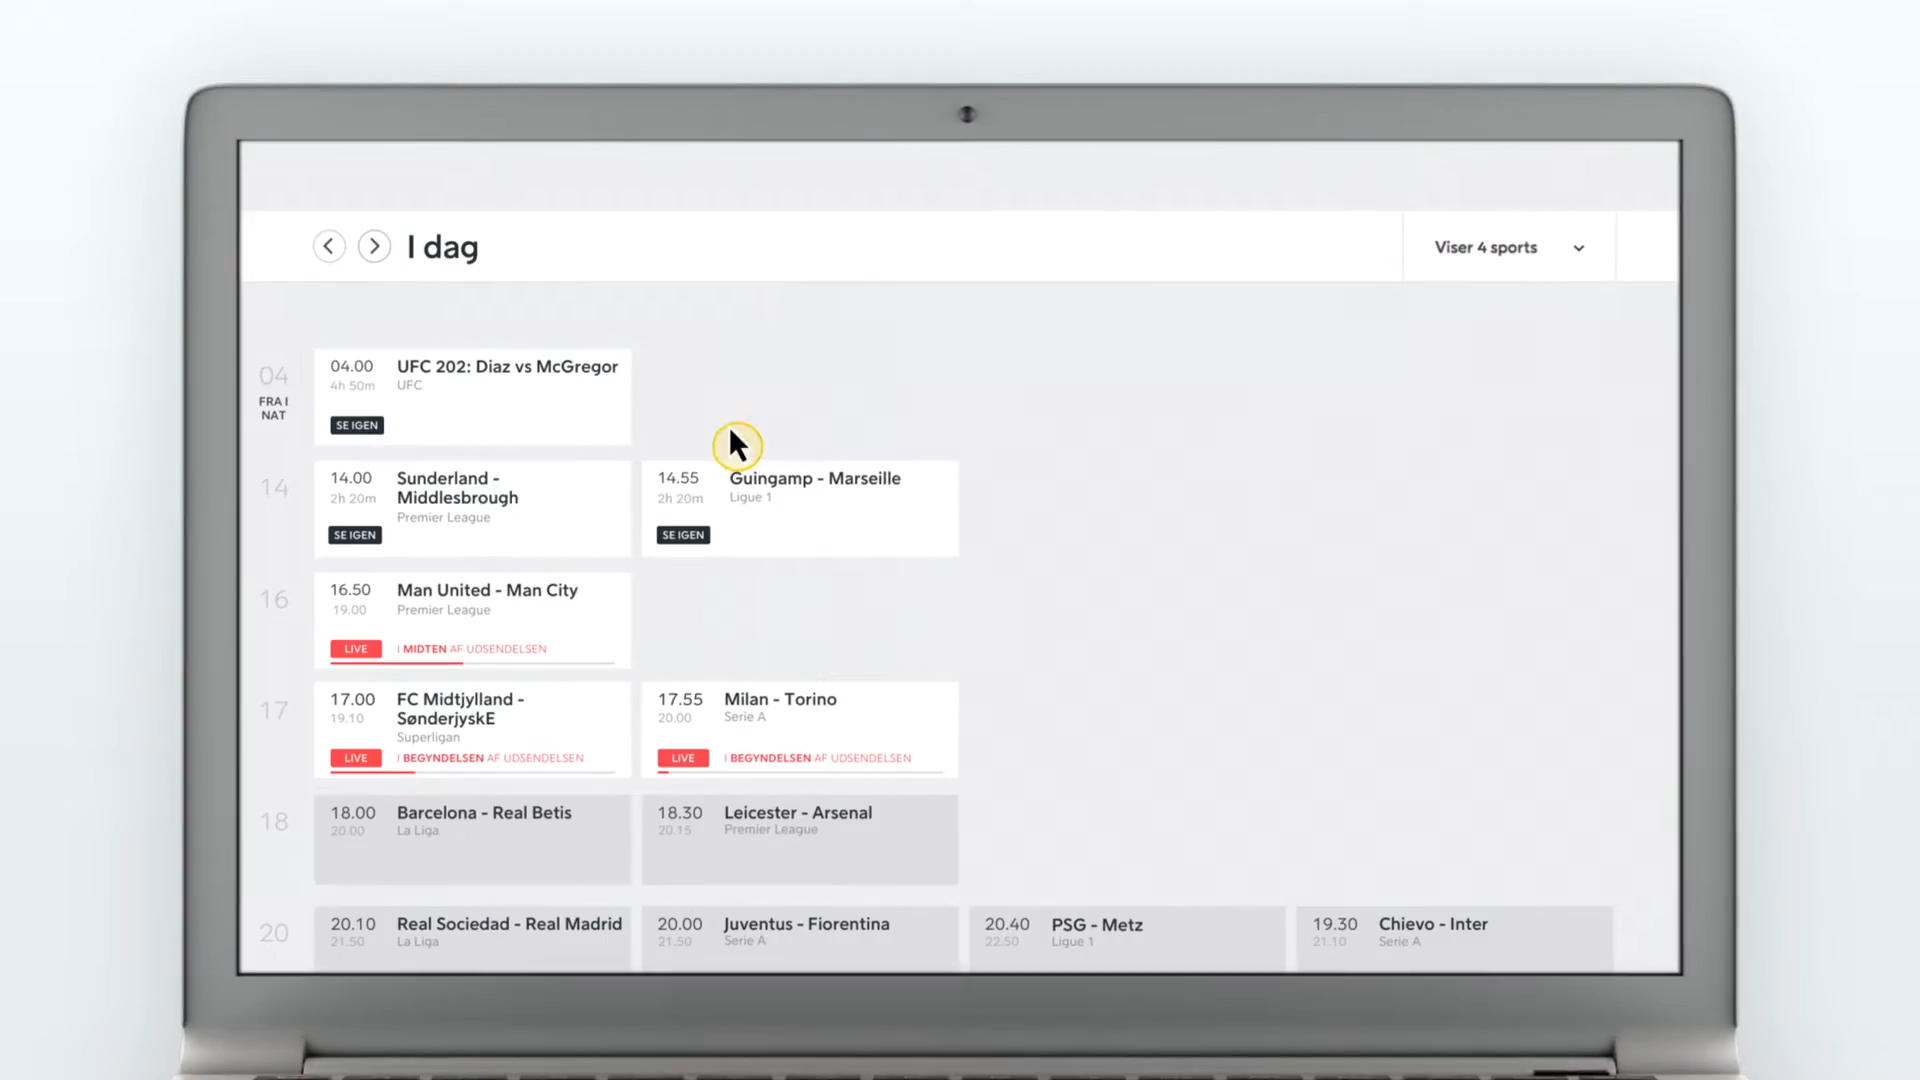 I dag
Viser 4 sports
04
FRA I
NAT
04.00 UFC 202: Diaz vs McGregor
4h 50m UFC
SE IGEN
14
14.00 Sunderland -
2h 20m Middlesbrough
Premier League
SE IGEN
14.55 Guingamp - Marseille
2h 20m Ligue 1
SE IGEN
16
16.50 Man United - Man City
19.00 Premier League
LIVE I MIDTEN AF UDSENDELSEN
17
17.00 FC Midtjylland -
19.10 SønderjyskE
Superligan
LIVE I BEGYNDELSEN AF UDSENDELSEN
17.55 Milan - Torino
20.00 Serie A
LIVE I BEGYNDELSEN AF UDSENDELSEN
18
18.00 Barcelona - Real Betis
20.00 La Liga
18.30 Leicester - Arsenal
20.15 Premier League
20
20.10 Real Sociedad - Real Madrid
21.50 La Liga
20.00 Juventus - Fiorentina
21.50 Serie A
20.40 PSG - Metz
22.50 Ligue 1
19.30 Chievo - Inter
21.10 Serie A